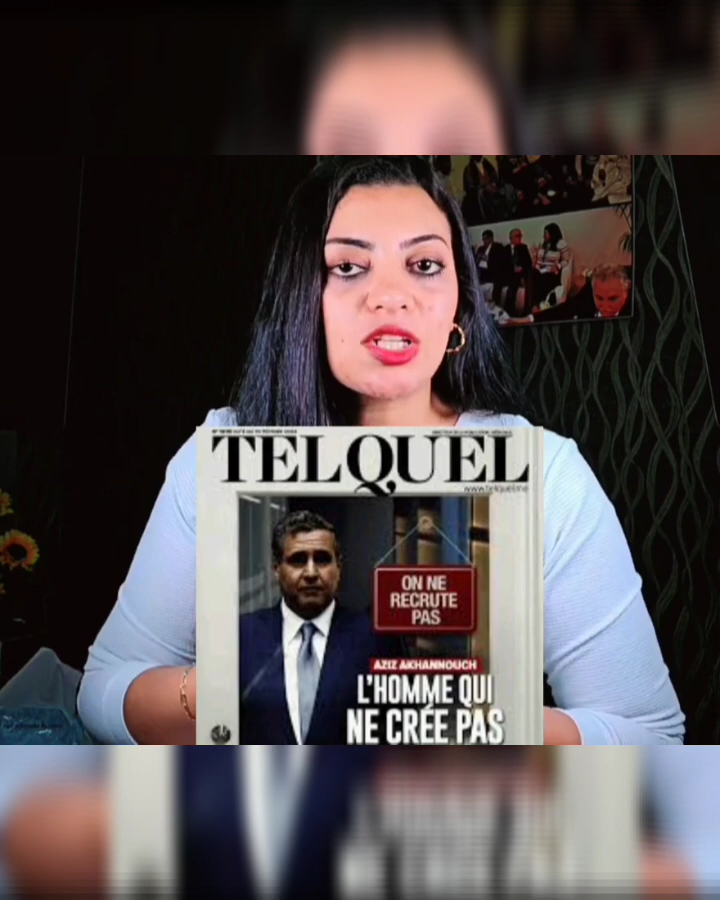 TELQUEL
www.telquel.ma
ON NE
RECRUTE
PAS
AZIZ AKHANNOUCH
L'HOMME QUI
NE CRÉE PAS